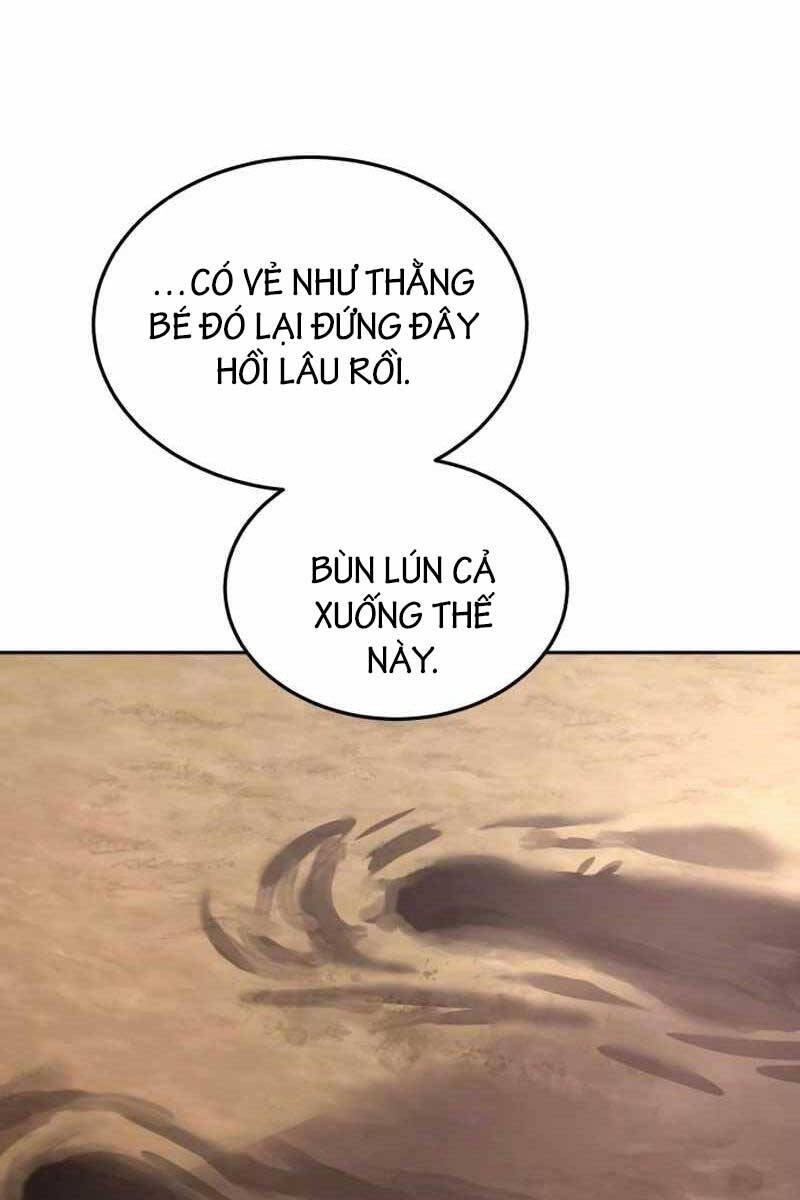 ...CÓ VẺ NHƯ THẰNG
BÉ ĐÓ LẠI ĐỨNG ĐÂY
HỒI LÂU RỒI.
BÙN LÚN CẢ
XUỐNG THẾ
NÀY.